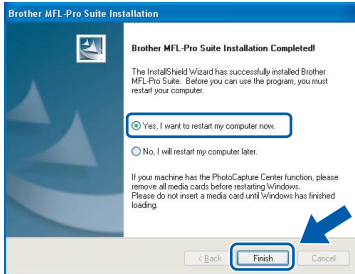 Brother MFL-Pro Suite Installation
Brother MFL-Pro Suite Installation Completed!
The InstallShield Wizard has successfully installed Brother
MFL-Pro Suite. Before you can use the program, you must
restart your computer.
Yes, I want to restart my computer now.
No, I will restart my computer later.
If your machine has the PhotoCapture Center function, please
remove all media cards before restarting Windows.
Please do not insert a media card until Windows has finished
loading.
< Back
Finish
Cancel